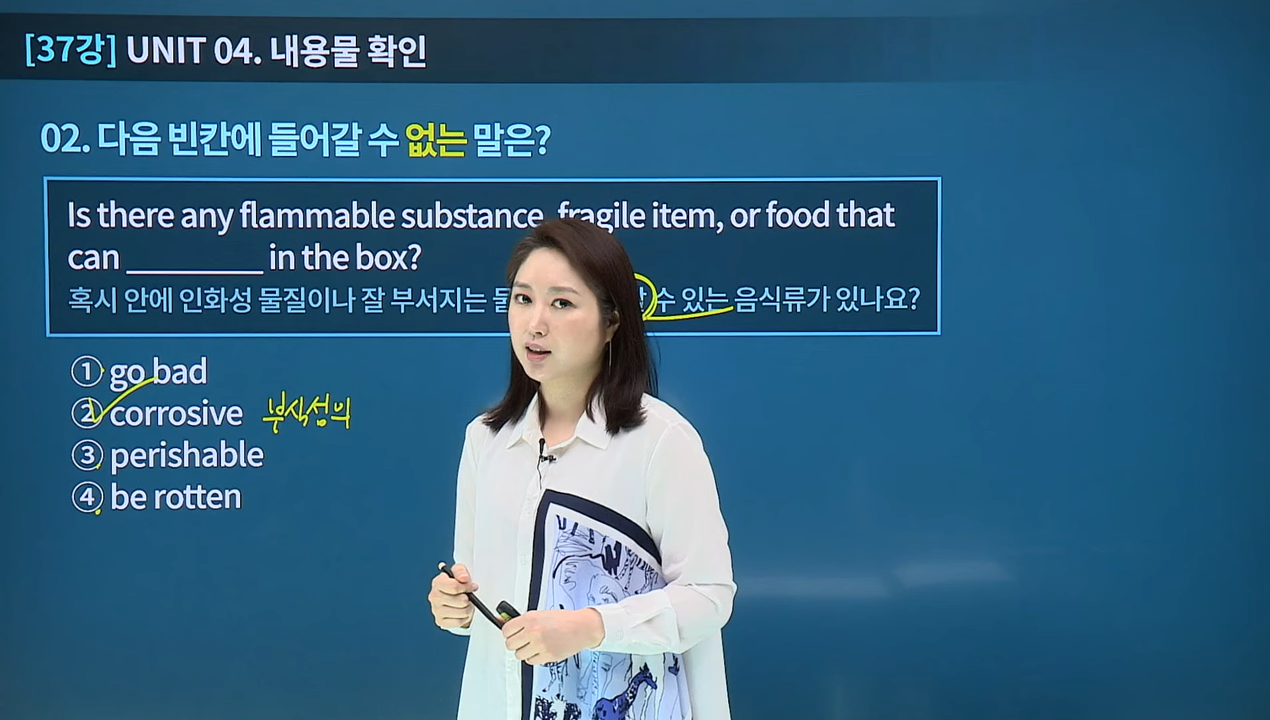 [37강] UNIT 04. 내용물 확인
02. 다음 빈칸에 들어갈 수 없는 말은?
Is there any flammable substance, fragile item, or food that
can ________ in the box?
혹시 안에 인화성 물질이나 잘 부서지는 수 있는 음식류가 있나요?
① go bad
② corrosive 부식성의
③ perishable
④ be rotten